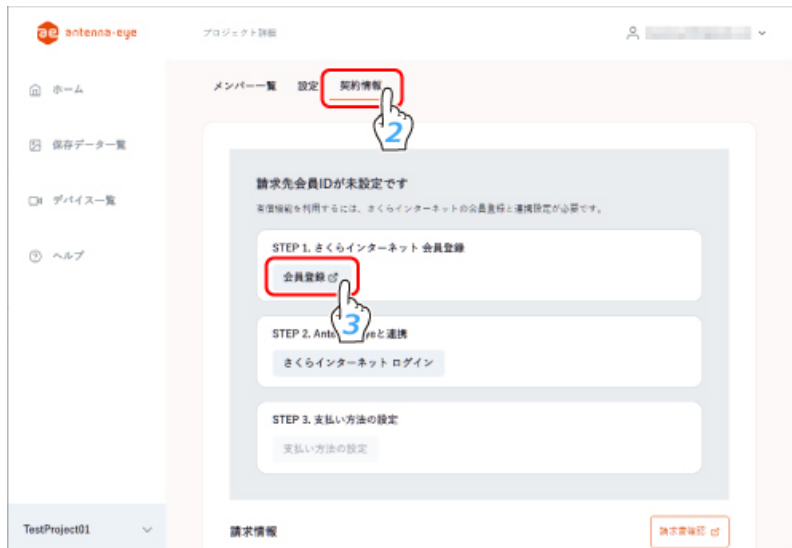 ae antenna-eye
プロジェクト詳細
ホーム
保存データ一覧
デバイス一覧
ヘルプ
TestProject01
メンバー一覧 設定 契約情報
2
請求先会員IDが未設定です
有償機能を利用するには、さくらインターネットの会員登録と連携設定が必要です。
STEP 1. さくらインターネット 会員登録
会員登録
3
STEP 2. Ante eyeと連携
さくらインターネット ログイン
STEP 3. 支払い方法の設定
支払い方法の設定
請求情報
請求書確認